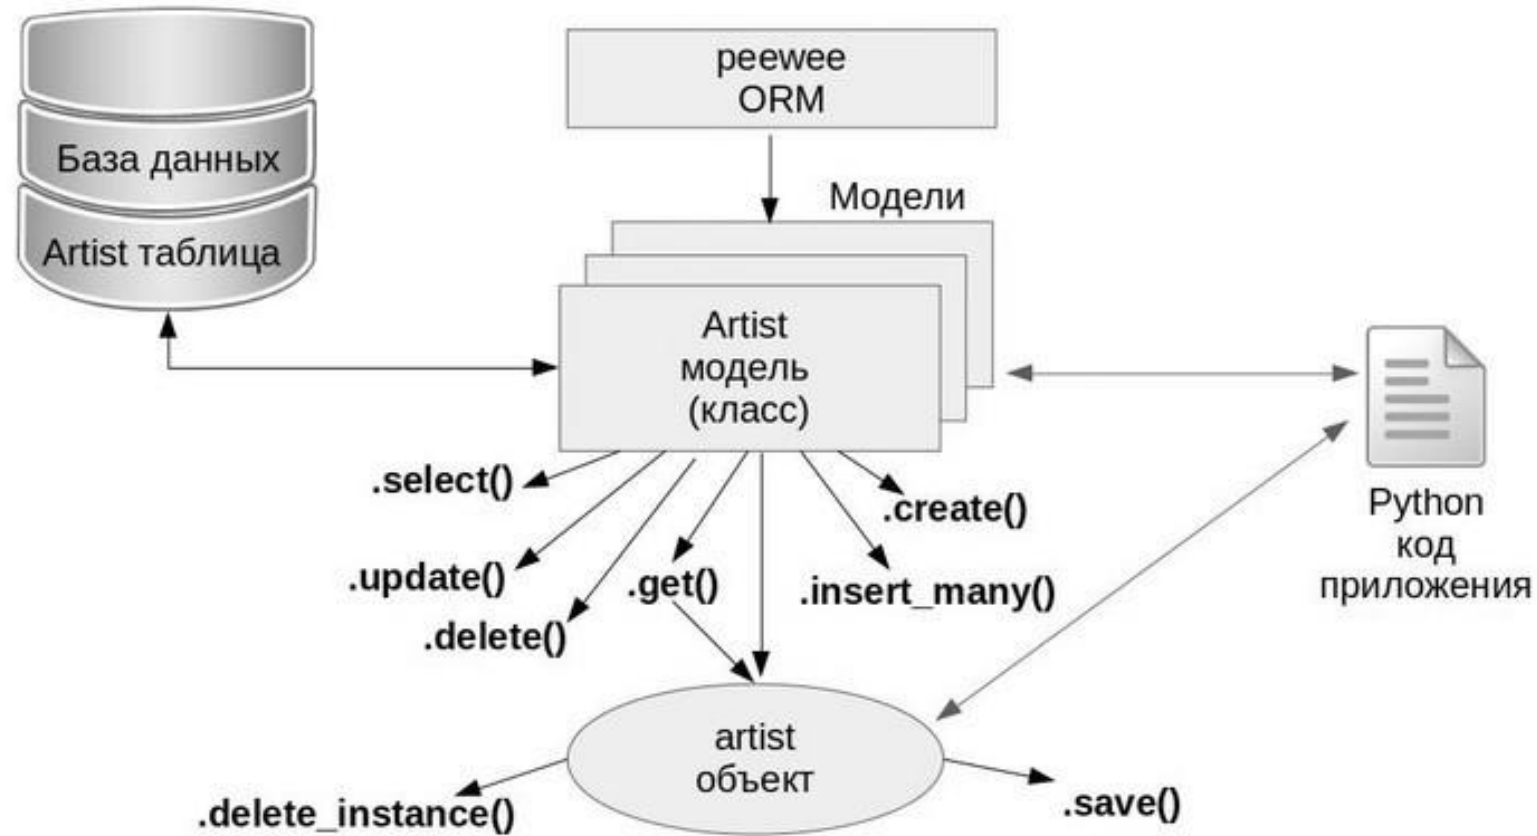 peewee
ORM
База данных
Artist таблица
Модели
Artist
модель
(класс)
.select()
.create()
.update()
.get()
.insert_many()
.delete()
Python
код
приложения
artist
объект
.delete_instance()
.save()